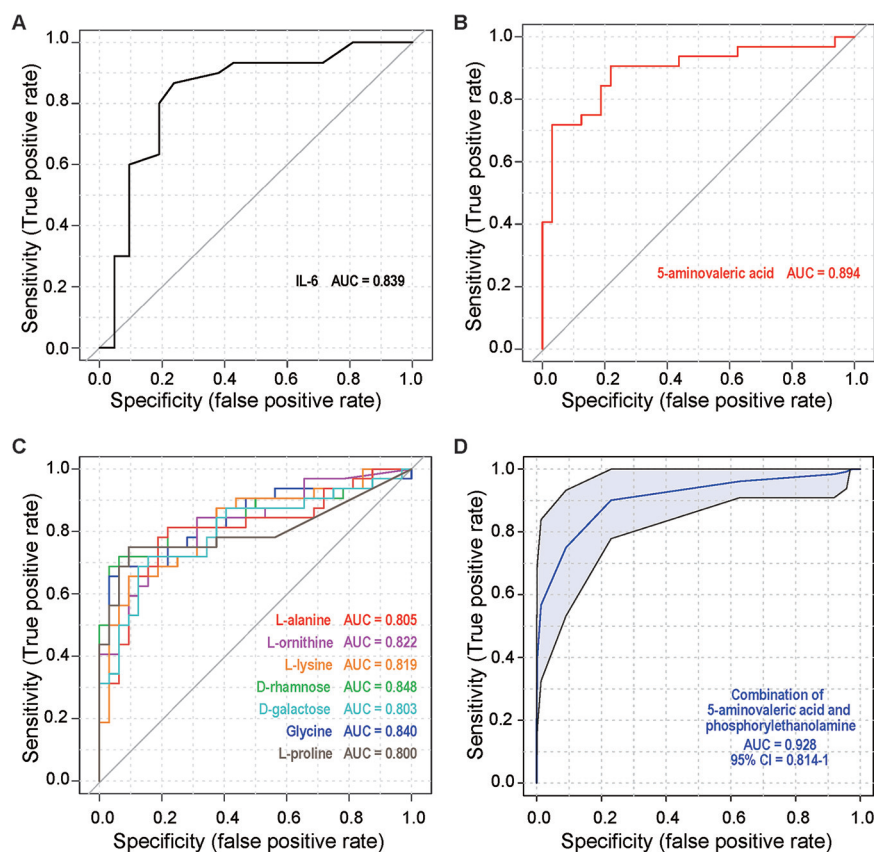 A
1.0
0.8
0.6
0.4
0.2
0.0
Sensitivity (True positive rate)
IL-6 AUC = 0.839
0.0 0.2 0.4 0.6 0.8 1.0
Specificity (false positive rate)
B
1.0
0.8
0.6
0.4
0.2
0.0
Sensitivity (True positive rate)
5-aminovaleric acid AUC = 0.894
0.0 0.2 0.4 0.6 0.8 1.0
Specificity (false positive rate)
C
1.0
0.8
0.6
0.4
0.2
0.0
Sensitivity (True positive rate)
L-alanine AUC = 0.805
L-ornithine AUC = 0.822
L-lysine AUC = 0.819
D-rhamnose AUC = 0.848
D-galactose AUC = 0.803
Glycine AUC = 0.840
L-proline AUC = 0.800
0.0 0.2 0.4 0.6 0.8 1.0
Specificity (false positive rate)
D
1.0
0.8
0.6
0.4
0.2
0.0
Sensitivity (True positive rate)
Combination of
5-aminovaleric acid and
phosphorylethanolamine
AUC = 0.928
95% CI = 0.814-1
0.0 0.2 0.4 0.6 0.8 1.0
Specificity (false positive rate)